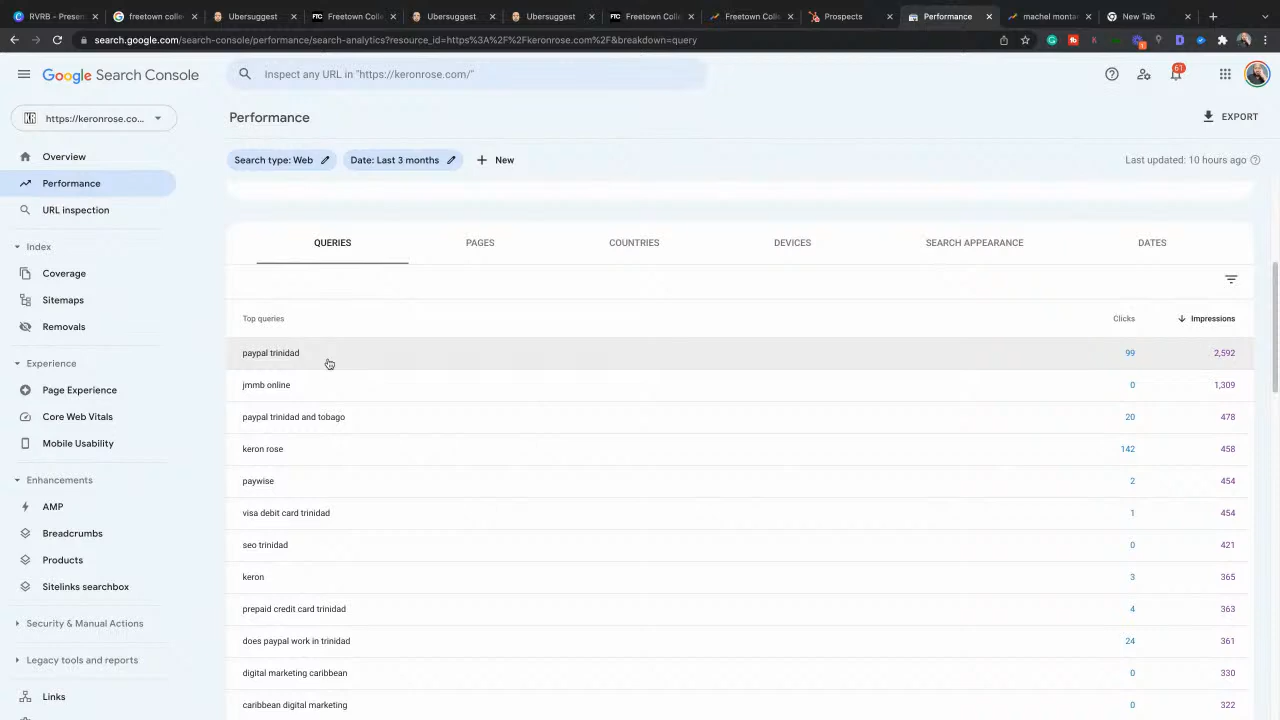 RVRB - Premium
freetown colle
Ubersuggest
Freetown Colle
Ubersuggest
Ubersuggest
Freetown Colle
Freetown Colle
Prospects
Performance
machel monta
New Tab
search.google.com/search-console/performance/search-analytics?resource_id=https%3A%2F%2Fkeronrose.com%2F&breakdown=query
Google Search Console
Inspect any URL in "https://keronrose.com/"
61
https://keronrose.co...
Performance
EXPORT
Search type: Web
Date: Last 3 months
New
Last updated: 10 hours ago
Overview
Performance
URL inspection
Index
Coverage
Sitemaps
Removals
Experience
Page Experience
Core Web Vitals
Mobile Usability
Enhancements
AMP
Breadcrumbs
Products
Sitelinks searchbox
Security & Manual Actions
Legacy tools and reports
Links
QUERIES PAGES COUNTRIES DEVICES SEARCH APPEARANCE DATES
Top queries Clicks Impressions
paypal trinidad 99 2,592
jmmb online 0 1,309
paypal trinidad and tobago 20 478
keron rose 142 458
paywise 2 454
visa debit card trinidad 1 454
seo trinidad 0 421
keron 3 365
prepaid credit card trinidad 4 363
does paypal work in trinidad 24 361
digital marketing caribbean 0 330
caribbean digital marketing 0 322